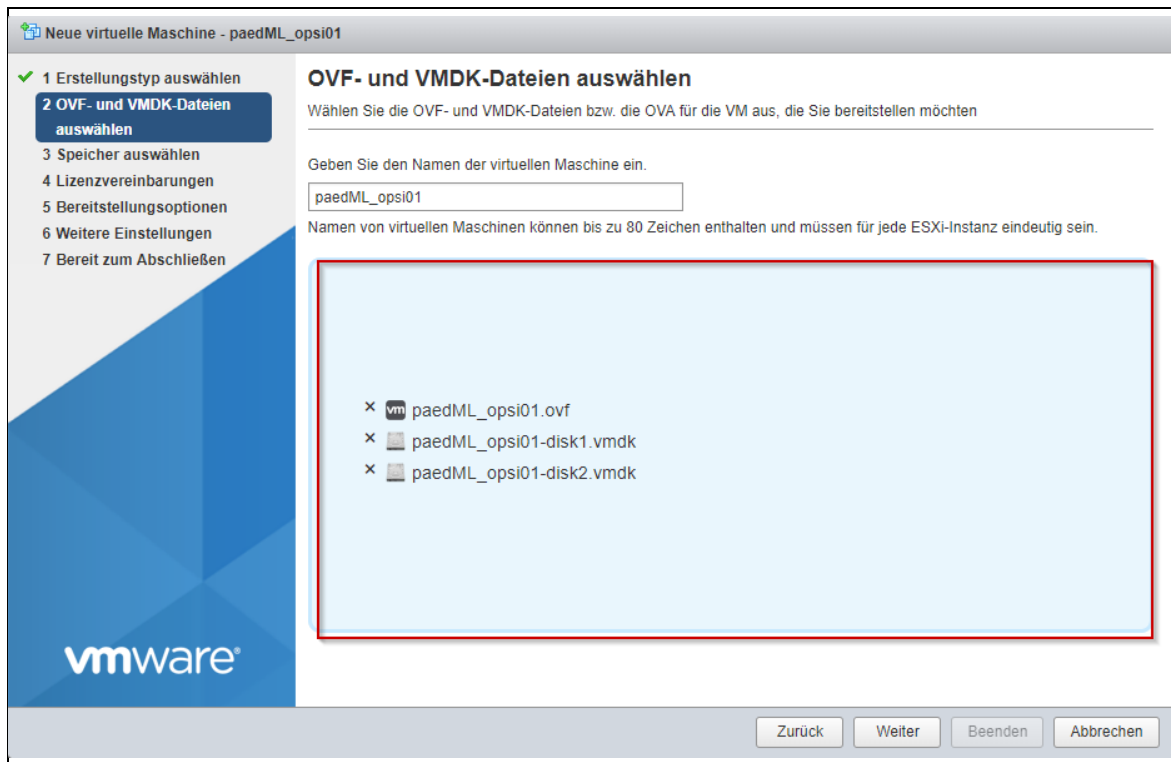 Neue virtuelle Maschine - paedML_opsi01
1 Erstellungstyp auswählen
2 OVF- und VMDK-Dateien
auswählen
3 Speicher auswählen
4 Lizenzvereinbarungen
5 Bereitstellungsoptionen
6 Weitere Einstellungen
7 Bereit zum Abschließen
vmware®
OVF- und VMDK-Dateien auswählen
Wählen Sie die OVF- und VMDK-Dateien bzw. die OVA für die VM aus, die Sie bereitstellen möchten
Geben Sie den Namen der virtuellen Maschine ein.
paedML_opsi01
Namen von virtuellen Maschinen können bis zu 80 Zeichen enthalten und müssen für jede ESXi-Instanz eindeutig sein.
× vm paedML_opsi01.ovf
× paedML_opsi01-disk1.vmdk
× paedML_opsi01-disk2.vmdk
Zurück Weiter Beenden Abbrechen